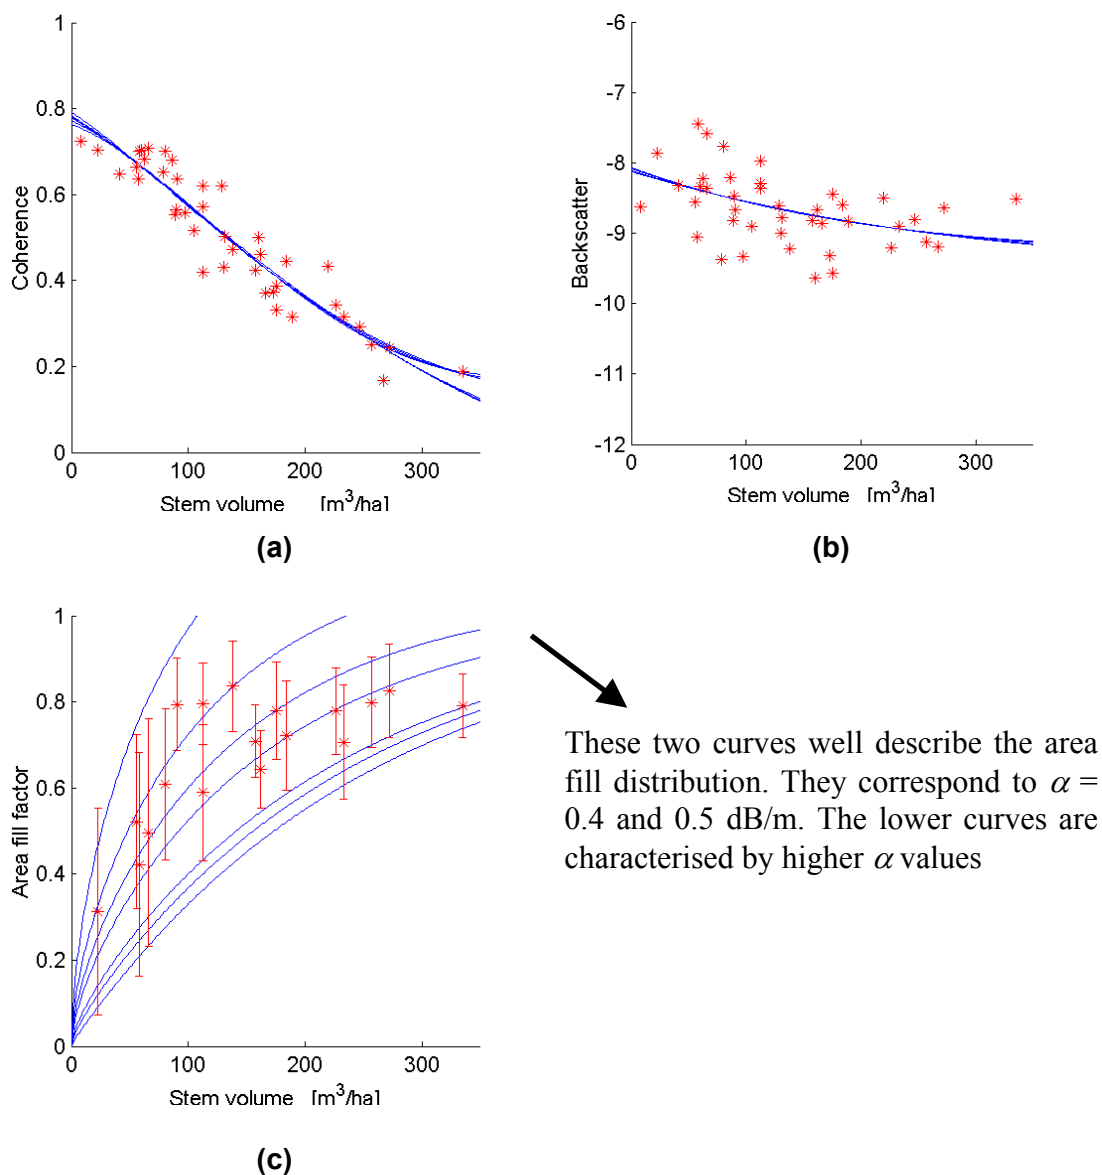 1
0.8
0.6
0.4
0.2
0
Coherence
0 100 200 300
Stem volume [m³/ha]
(a)
-6
-7
-8
-9
-10
-11
-12
Backscatter
0 100 200 300
Stem volume [m³/ha]
(b)
1
0.8
0.6
0.4
0.2
0
Area fill factor
0 100 200 300
Stem volume [m³/ha]
(c)
These two curves well describe the area
fill distribution. They correspond to α =
0.4 and 0.5 dB/m. The lower curves are
characterised by higher α values